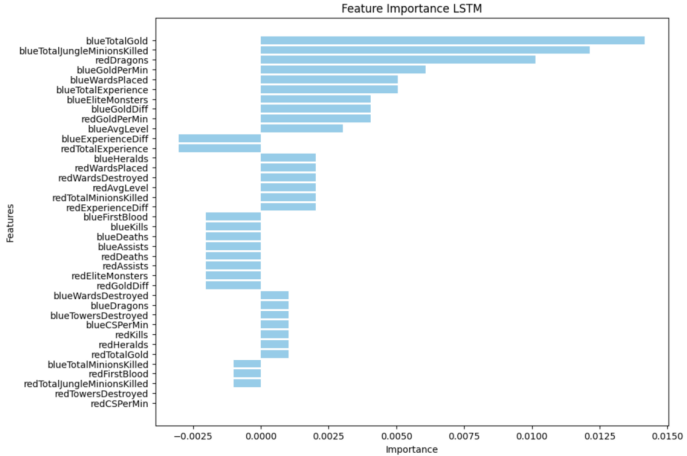 Feature Importance LSTM
blueTotalGold
blueTotalJungleMinionsKilled
redDragons
blueGoldPerMin
blueWardsPlaced
blueTotalExperience
blueEliteMonsters
blueGoldDiff
redGoldPerMin
blueAvgLevel
blueExperienceDiff
redTotalExperience
blueHeralds
redWardsPlaced
redWardsDestroyed
redAvgLevel
redTotalMinionsKilled
redExperienceDiff
blueFirstBlood
blueKills
blueDeaths
blueAssists
redDeaths
redAssists
redEliteMonsters
redGoldDiff
blueWardsDestroyed
blueDragons
blueTowersDestroyed
blueCSPerMin
redKills
redHeralds
redTotalGold
blueTotalMinionsKilled
redFirstBlood
redTotalJungleMinionsKilled
redTowersDestroyed
redCSPerMin
Features
−0.0025 0.0000 0.0025 0.0050 0.0075 0.0100 0.0125 0.0150
Importance